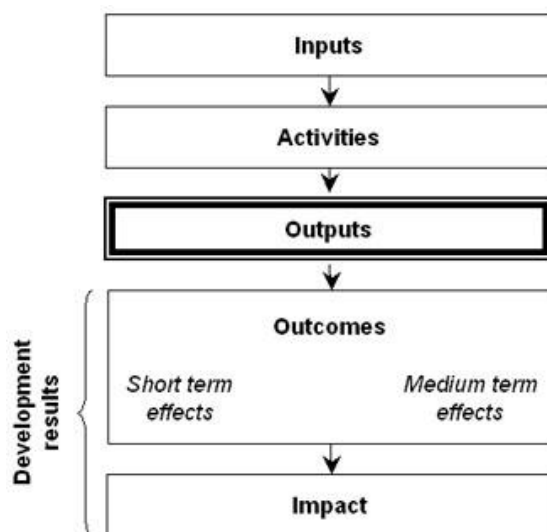 Inputs
Activities
Outputs
Outcomes
Short term
effects
Medium term
effects
Development
results
Impact